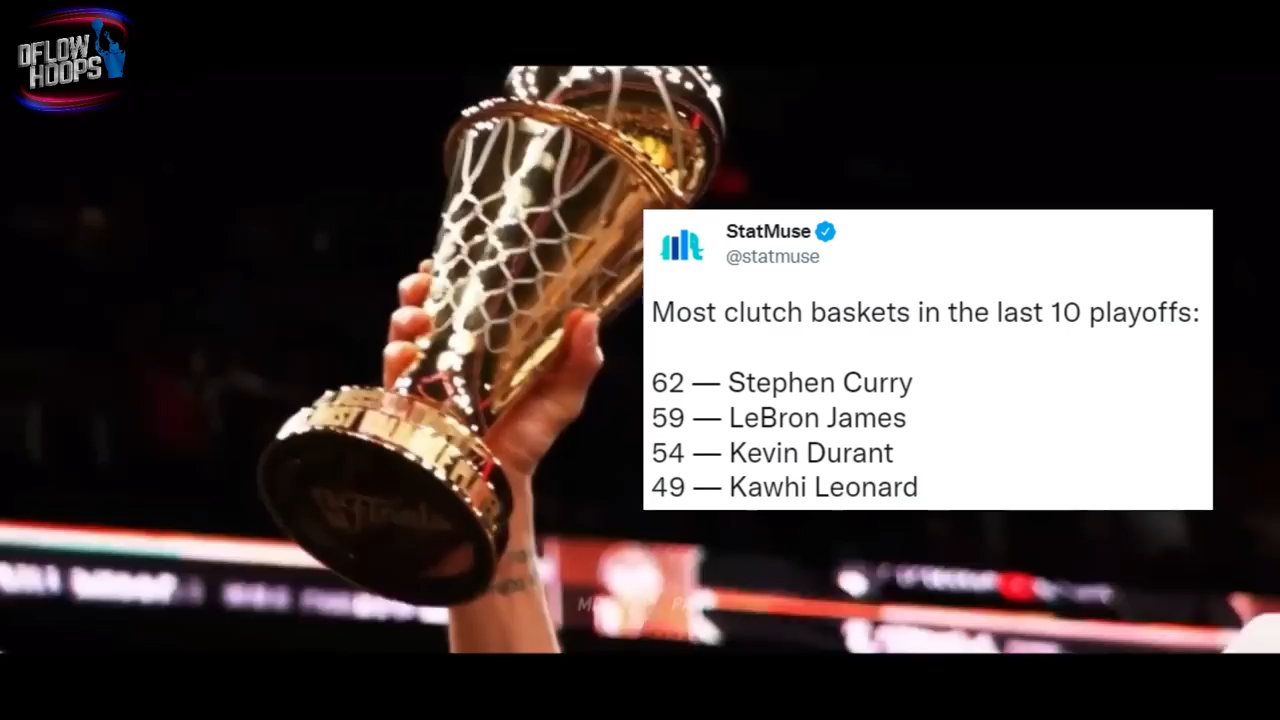 DFLOW
HOOPS
StatMuse
@statmuse
Most clutch baskets in the last 10 playoffs:
62 — Stephen Curry
59 — LeBron James
54 — Kevin Durant
49 — Kawhi Leonard